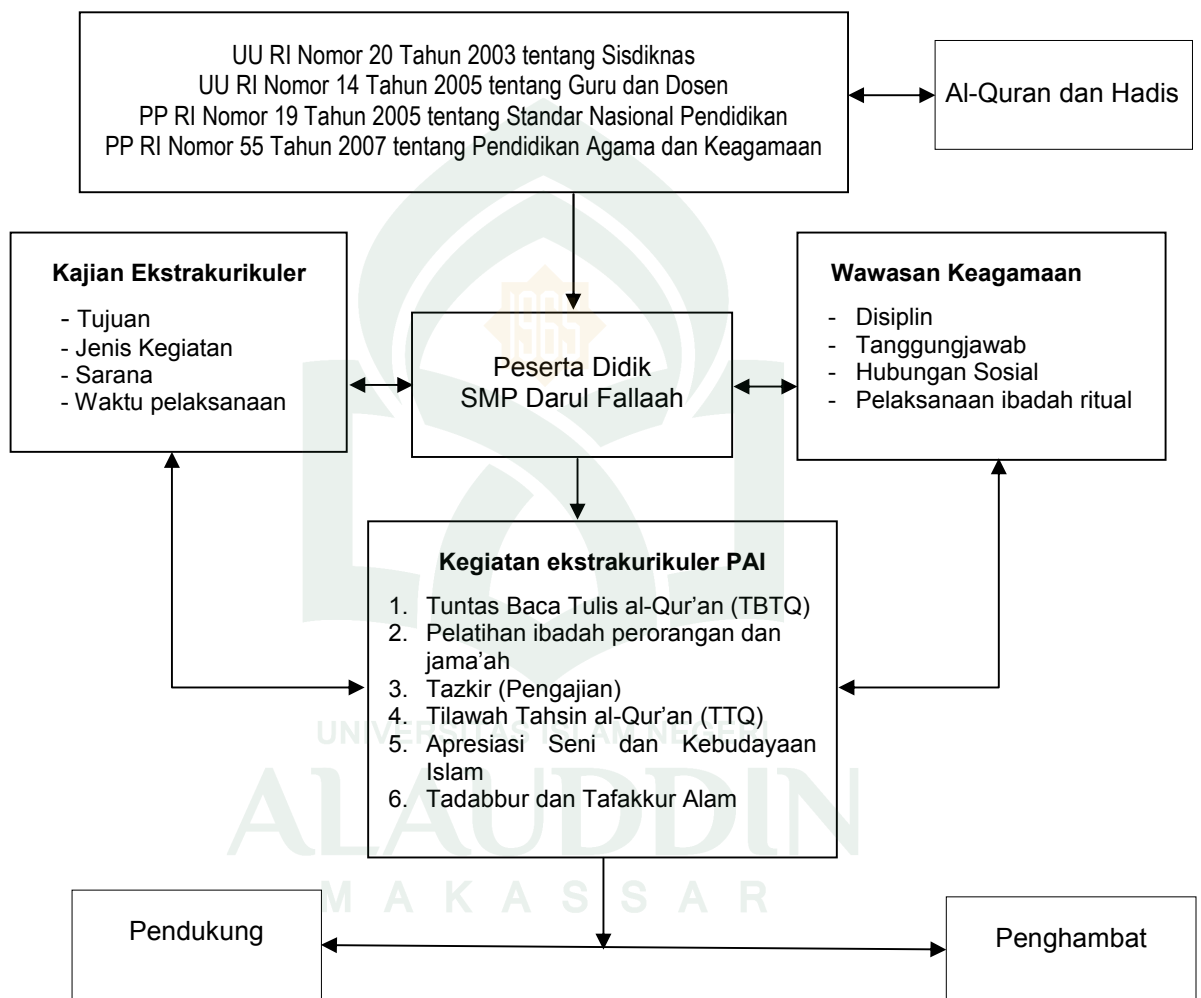 UU RI Nomor 20 Tahun 2003 tentang Sisdiknas
UU RI Nomor 14 Tahun 2005 tentang Guru dan Dosen
PP RI Nomor 19 Tahun 2005 tentang Standar Nasional Pendidikan
PP RI Nomor 55 Tahun 2007 tentang Pendidikan Agama dan Keagamaan
Al-Quran dan Hadis
Kajian Ekstrakurikuler
- Tujuan
- Jenis Kegiatan
- Sarana
- Waktu pelaksanaan
1965
Peserta Didik
SMP Darul Fallaah
Wawasan Keagamaan
- Disiplin
- Tanggungjawab
- Hubungan Sosial
- Pelaksanaan ibadah ritual
Kegiatan ekstrakurikuler PAI
1. Tuntas Baca Tulis al-Qur’an (TBTQ)
2. Pelatihan ibadah perorangan dan
jama’ah
3. Tazkir (Pengajian)
4. Tilawah Tahsin al-Qur’an (TTQ)
5. Apresiasi Seni dan Kebudayaan
Islam
6. Tadabbur dan Tafakkur Alam
UNIVERSITAS ISLAM NEGERI
ALAUDDIN
MAKASSAR
Pendukung
Penghambat